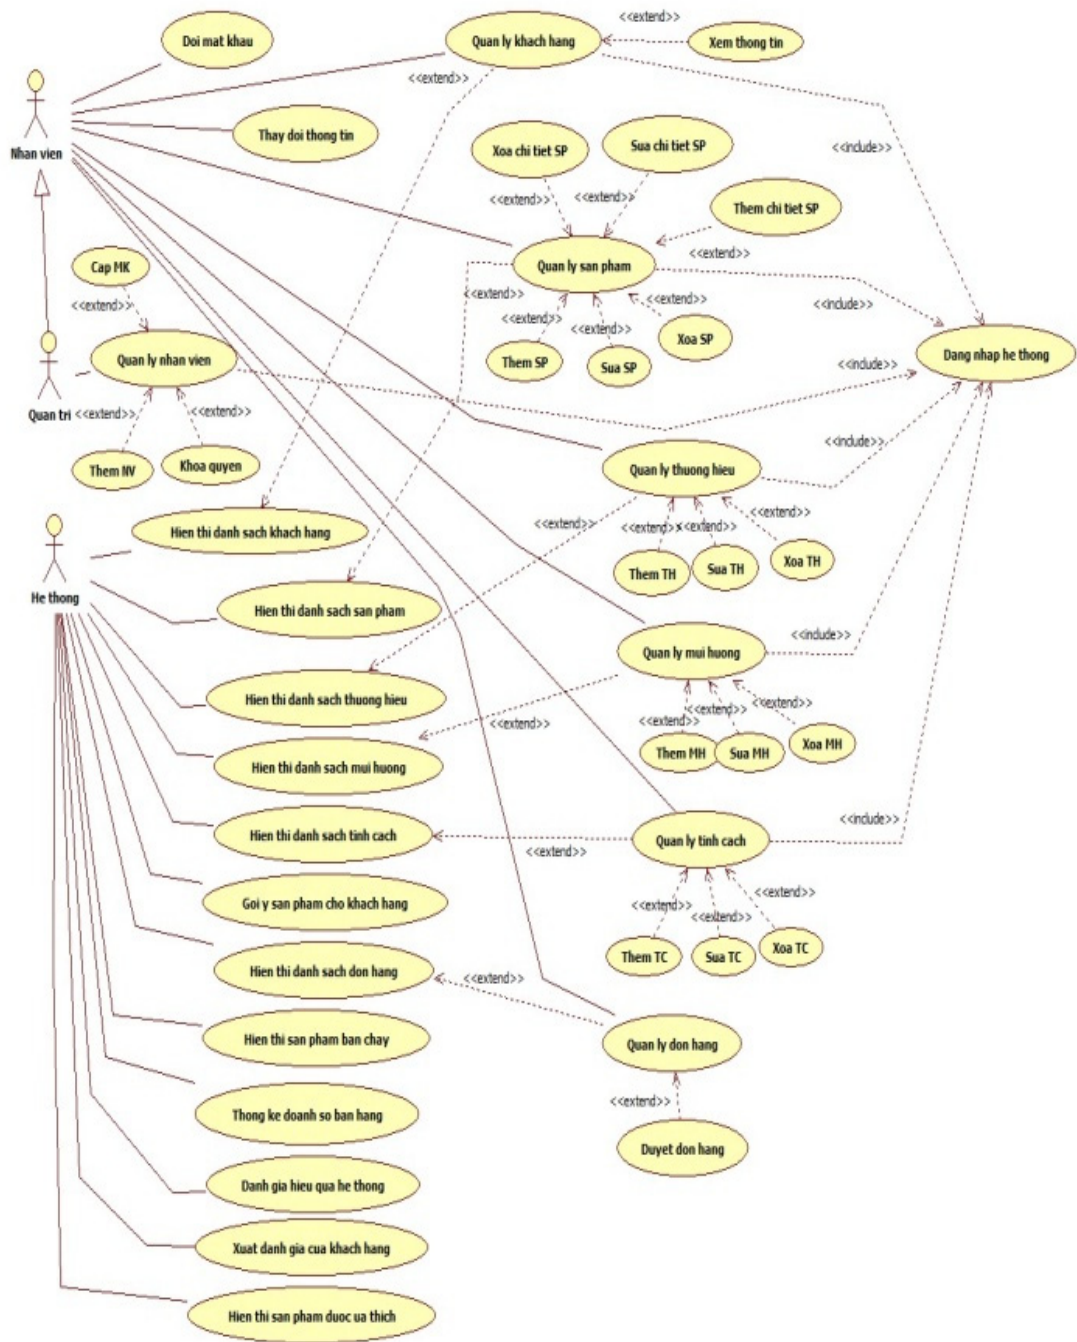 Doi mat khau
Quan ly khach hang
<<extend>>
Xem thong tin
<<extend>>
Nhan vien
Thay doi thong tin
Xoa chi tiet SP
Sua chi tiet SP
<<include>>
<<extend>>
<<extend>>
Them chi tiet SP
<<extend>>
Cap MK
<<extend>>
Quan ly san pham
<<extend>>
<<extend>>
<<extend>>
<<extend>>
<<include>>
Xoa SP
Them SP
Sua SP
Quan ly nhan vien
Dang nhap he thong
<<include>>
Quan tri
<<extend>>
<<extend>>
Them NV
Khoa quyen
<<include>>
Quan ly thuong hieu
<<extend>>
<<extend>>
<<extend>>
<<extend>>
Them TH
Sua TH
Xoa TH
Hien thi danh sach khach hang
He thong
Hien thi danh sach san pham
<<include>>
Quan ly mui huong
Hien thi danh sach thuong hieu
<<extend>>
<<extend>>
<<extend>>
<<extend>>
Them MH
Sua MH
Xoa MH
Hien thi danh sach mui huong
Hien thi danh sach tinh cach
<<extend>>
Quan ly tinh cach
<<include>>
<<extend>>
<<extend>>
<<extend>>
Them TC
Sua TC
Xoa TC
Goi y san pham cho khach hang
Hien thi danh sach don hang
<<extend>>
Hien thi san pham ban chay
Quan ly don hang
<<extend>>
Thong ke doanh so ban hang
Duyet don hang
Danh gia hieu qua he thong
Xuat danh gia cua khach hang
Hien thi san pham duoc ua thich